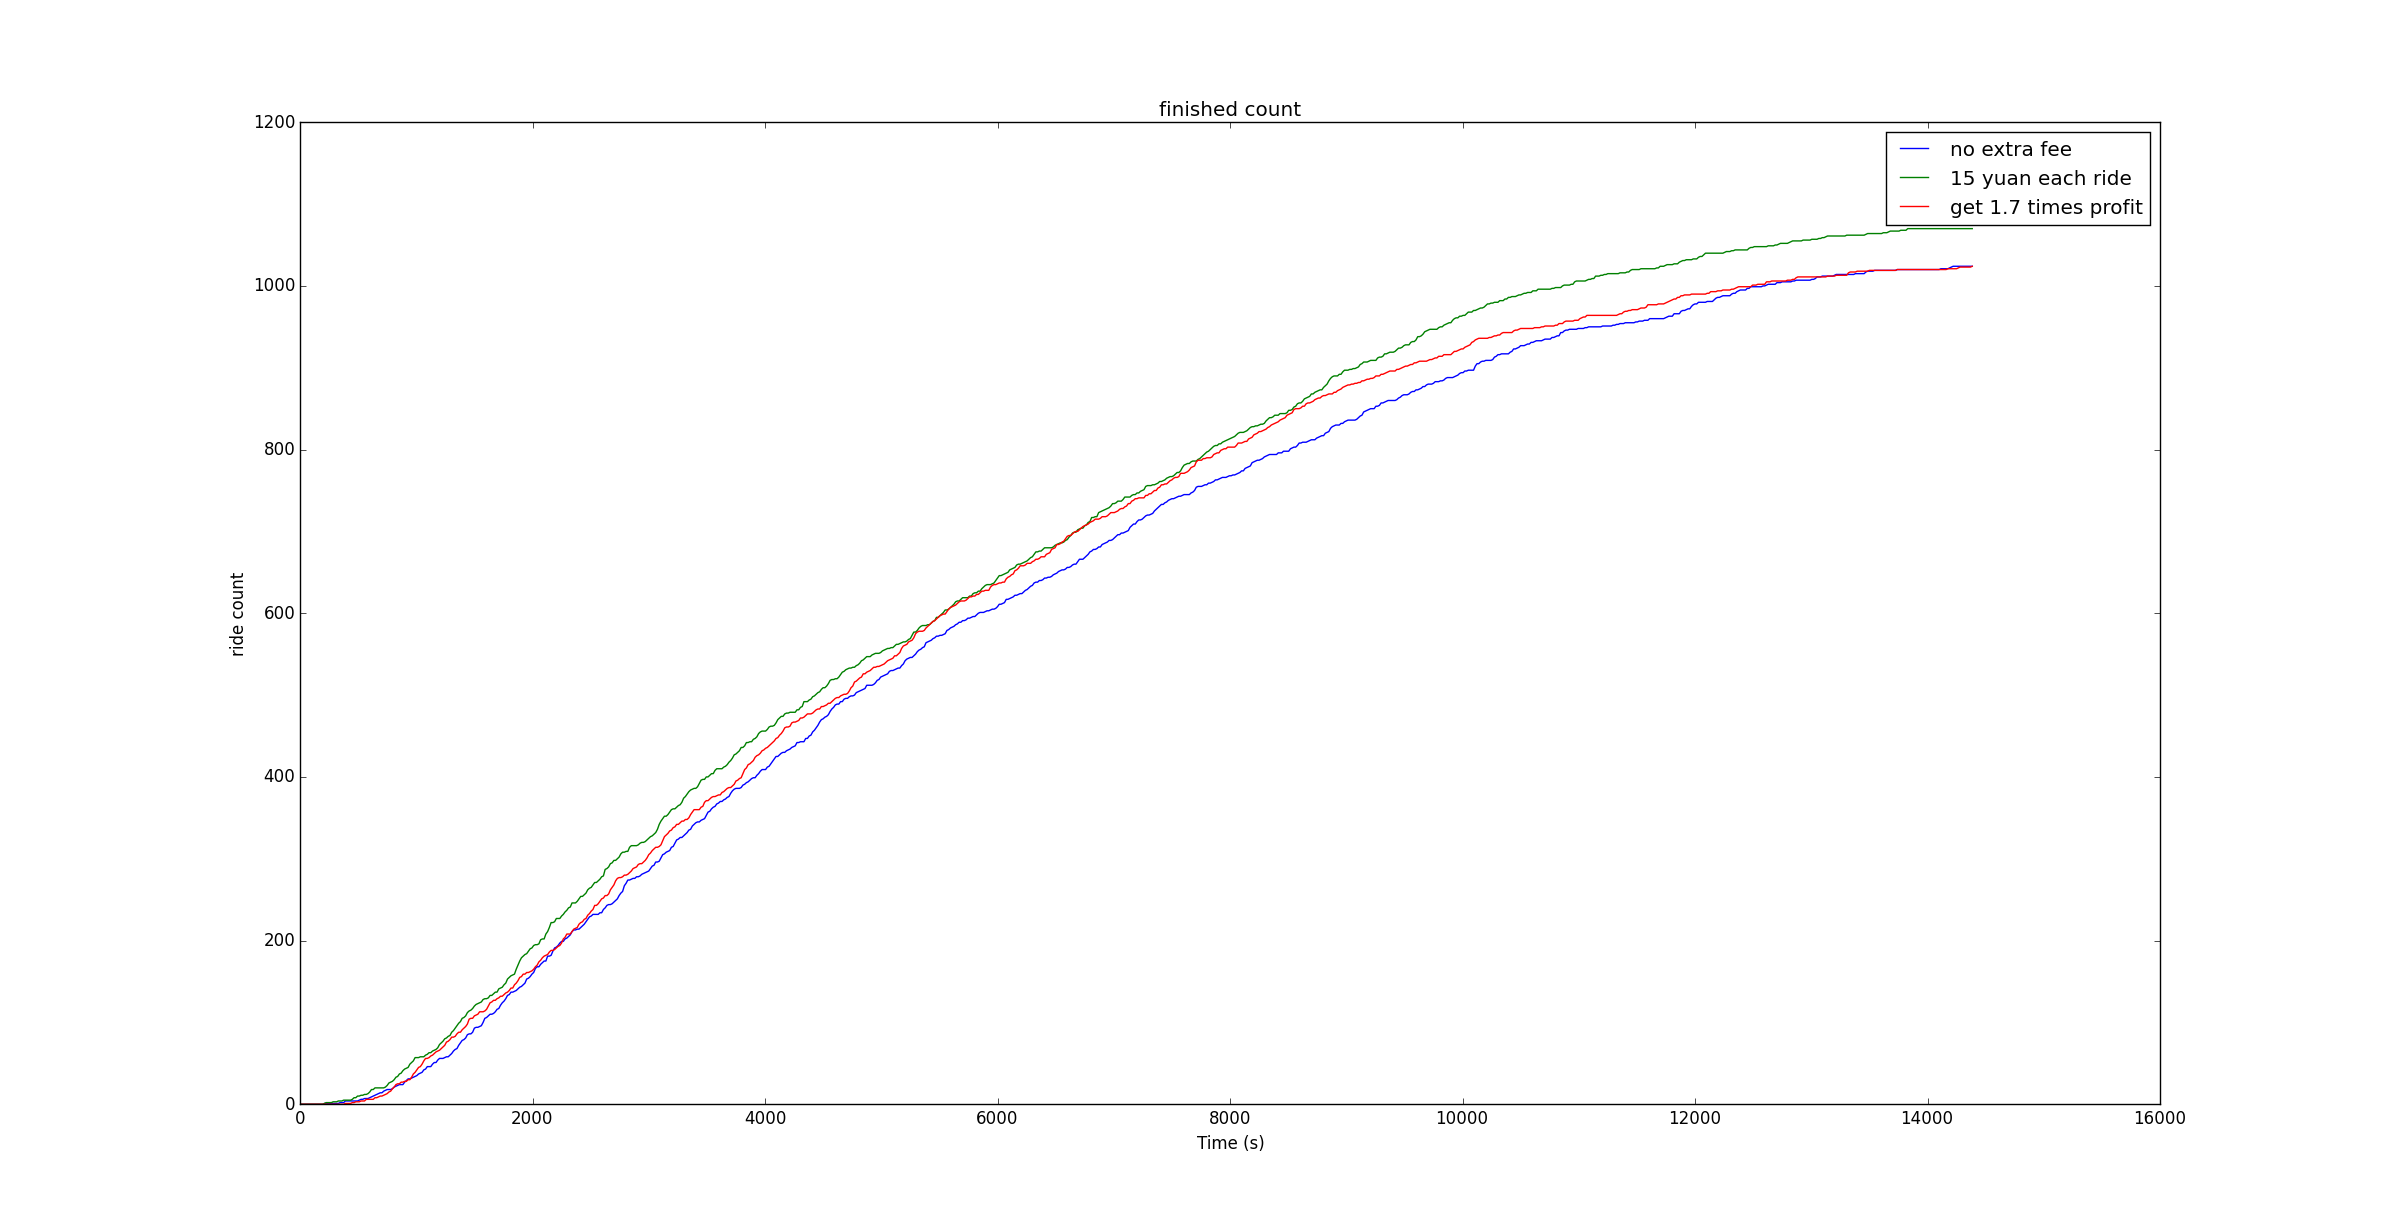 finished count
1200
1000
800
600
400
200
0
ride count
no extra fee
15 yuan each ride
get 1.7 times profit
0 2000 4000 6000 8000 10000 12000 14000 16000
Time (s)